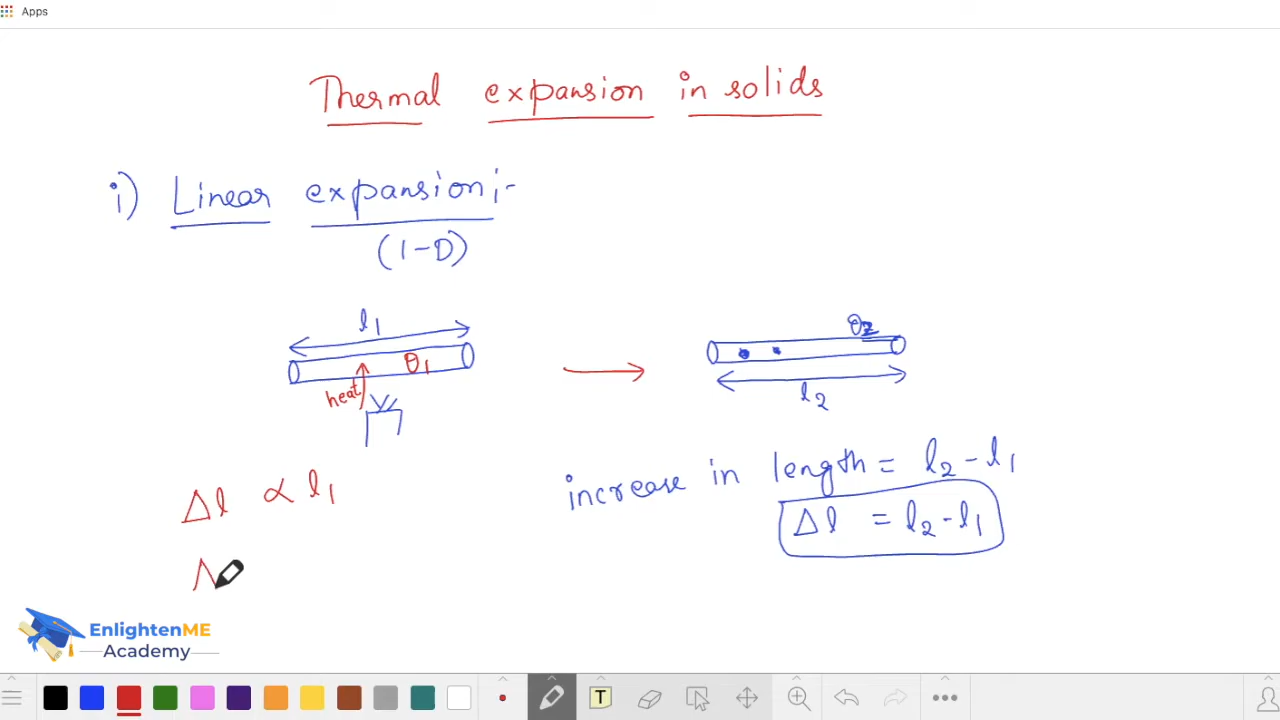 Apps
Thermal expansion in solids
i) Linear expansion :-
(1-D)
l1
θ1
heat
θ2
l2
Δl ∝ l1
increase in length = l2 - l1
Δl = l2 - l1
EnlightenME
Academy
T